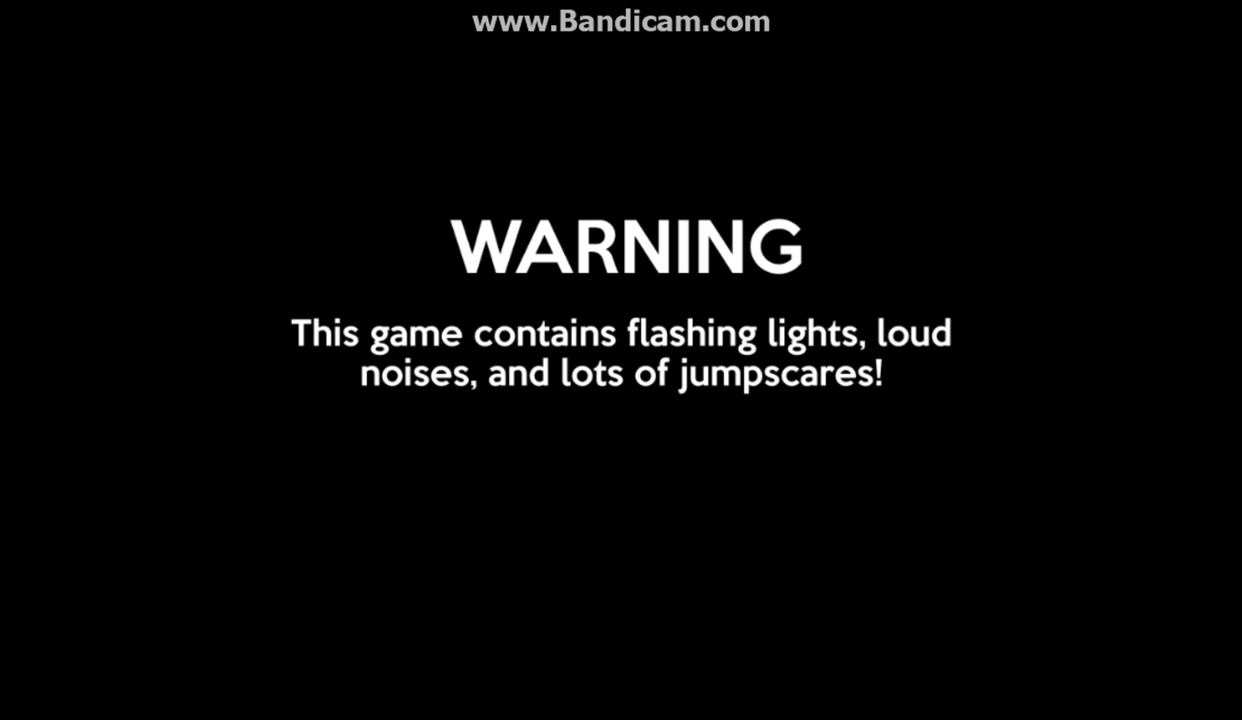 www.Bandicam.com
WARNING
This game contains flashing lights, loud
noises, and lots of jumpscares!